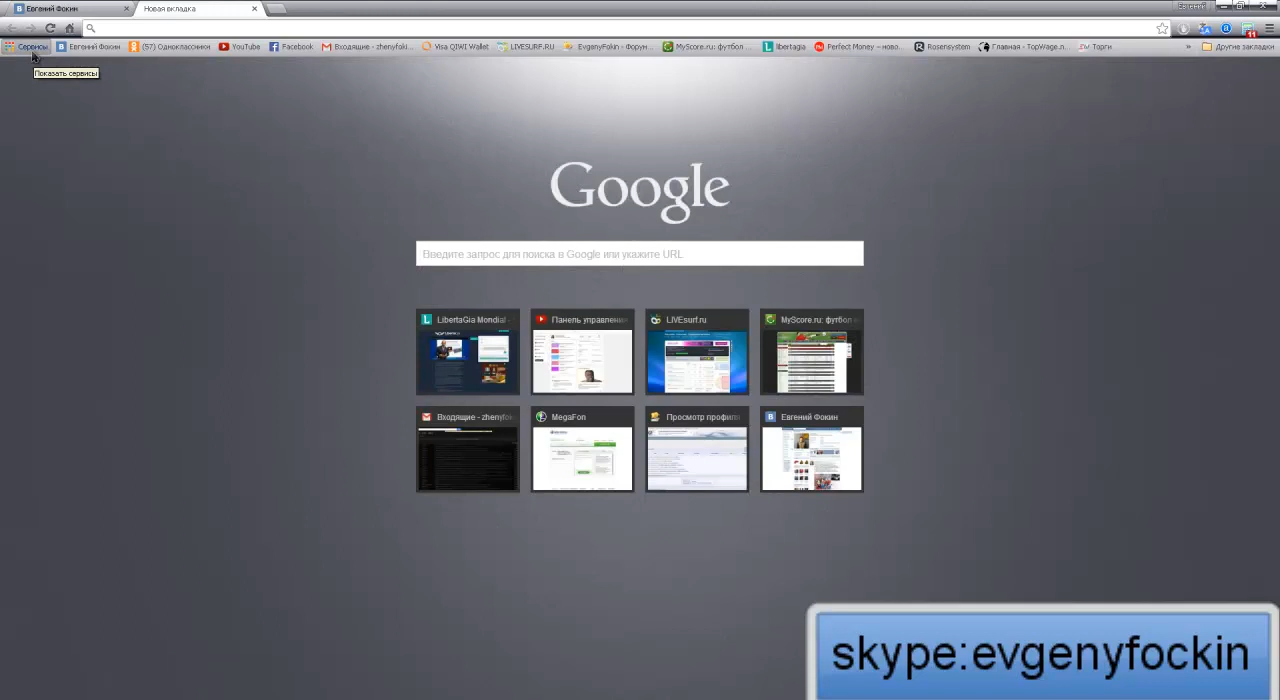 Евгений Фокин
Новая вкладка
Евгений
Сервисы
Евгений Фокин
(57) Одноклассники
YouTube
Facebook
Входящие - zhenyfoki...
Visa QIWI Wallet
LIVESURF.RU
EvgenyFokin - Форум...
MyScore.ru: футбол ...
libertagia
Perfect Money – ново...
Rosensystem
Главная - TopWage.n...
Торги
»
Другие закладки
11
Показать сервисы
Google
Введите запрос для поиска в Google или укажите URL
LibertaGia Mondial -
Панель управления
LIVEsurf.ru
MyScore.ru: футбол
Входящие - zhenyfok
MegaFon
Просмотр профиля
Евгений Фокин
skype:evgenyfockin